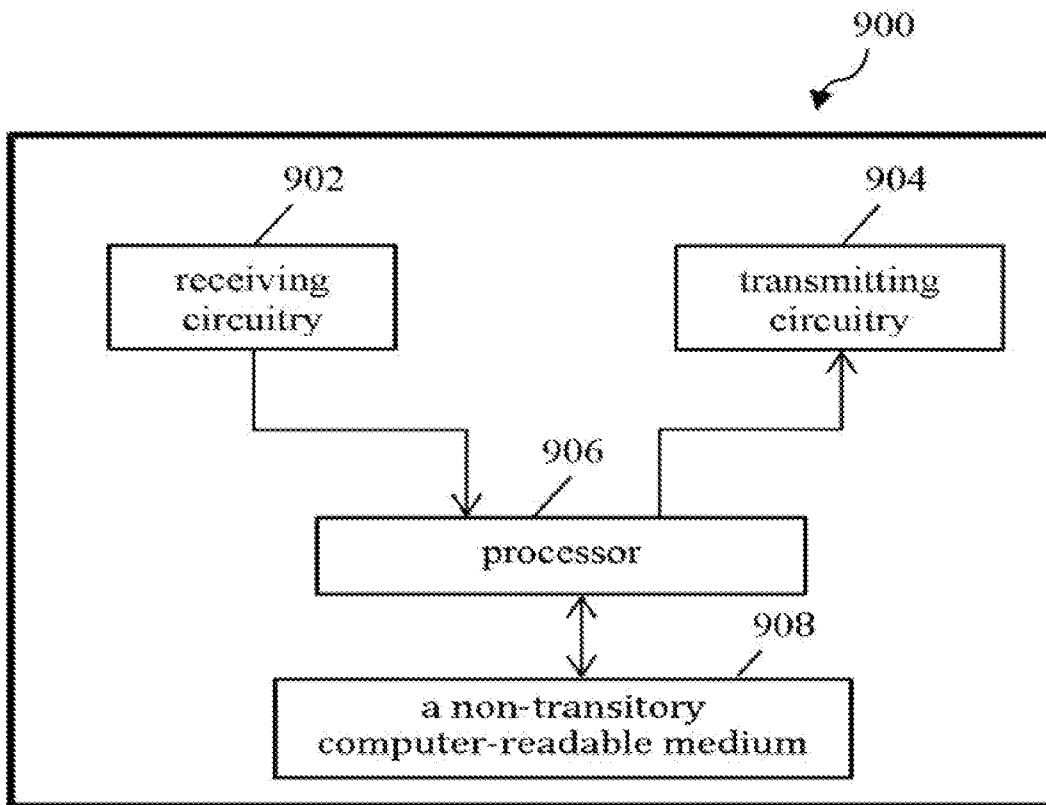 900
902
904
receiving
circuitry
transmitting
circuitry
906
processor
908
a non-transitory
computer-readable medium